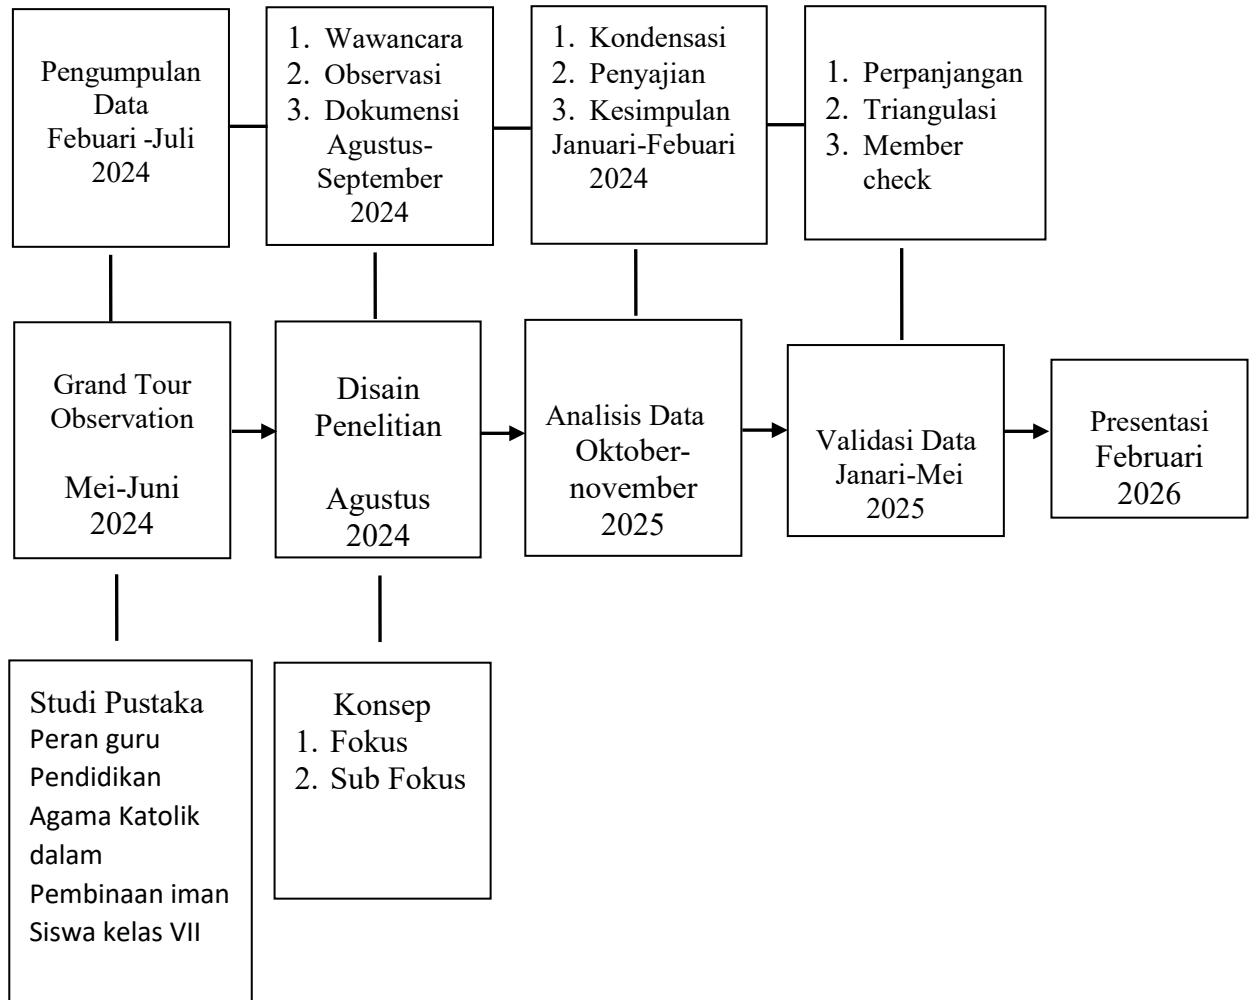 Pengumpulan
Data
Febuari -Juli
2024
1. Wawancara
2. Observasi
3. Dokumensi
Agustus-
September
2024
1. Kondensasi
2. Penyajian
3. Kesimpulan
Januari-Febuari
2024
1. Perpanjangan
2. Triangulasi
3. Member
check
Grand Tour
Observation
Mei-Juni
2024
Disain
Penelitian
Agustus
2024
Analisis Data
Oktober-
november
2025
Validasi Data
Janari-Mei
2025
Presentasi
Februari
2026
Studi Pustaka
Peran guru
Pendidikan
Agama Katolik
dalam
Pembinaan iman
Siswa kelas VII
Konsep
1. Fokus
2. Sub Fokus